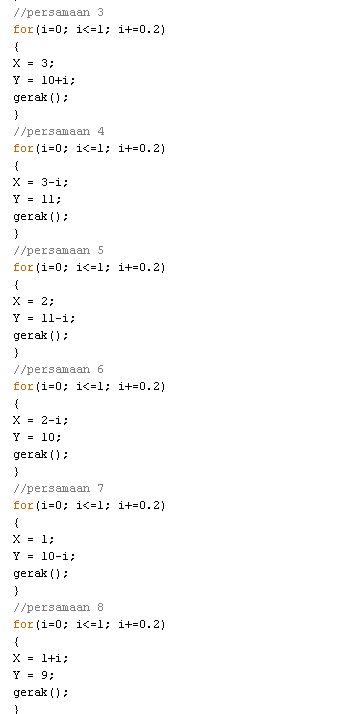 //persamaan 3
for(i=0; i<=1; i+=0.2)
{
X = 3;
Y = 10+i;
gerak();
}
//persamaan 4
for(i=0; i<=1; i+=0.2)
{
X = 3-i;
Y = 11;
gerak();
}
//persamaan 5
for(i=0; i<=1; i+=0.2)
{
X = 2;
Y = 11-i;
gerak();
}
//persamaan 6
for(i=0; i<=1; i+=0.2)
{
X = 2-i;
Y = 10;
gerak();
}
//persamaan 7
for(i=0; i<=1; i+=0.2)
{
X = 1;
Y = 10-i;
gerak();
}
//persamaan 8
for(i=0; i<=1; i+=0.2)
{
X = 1+i;
Y = 9;
gerak();
}